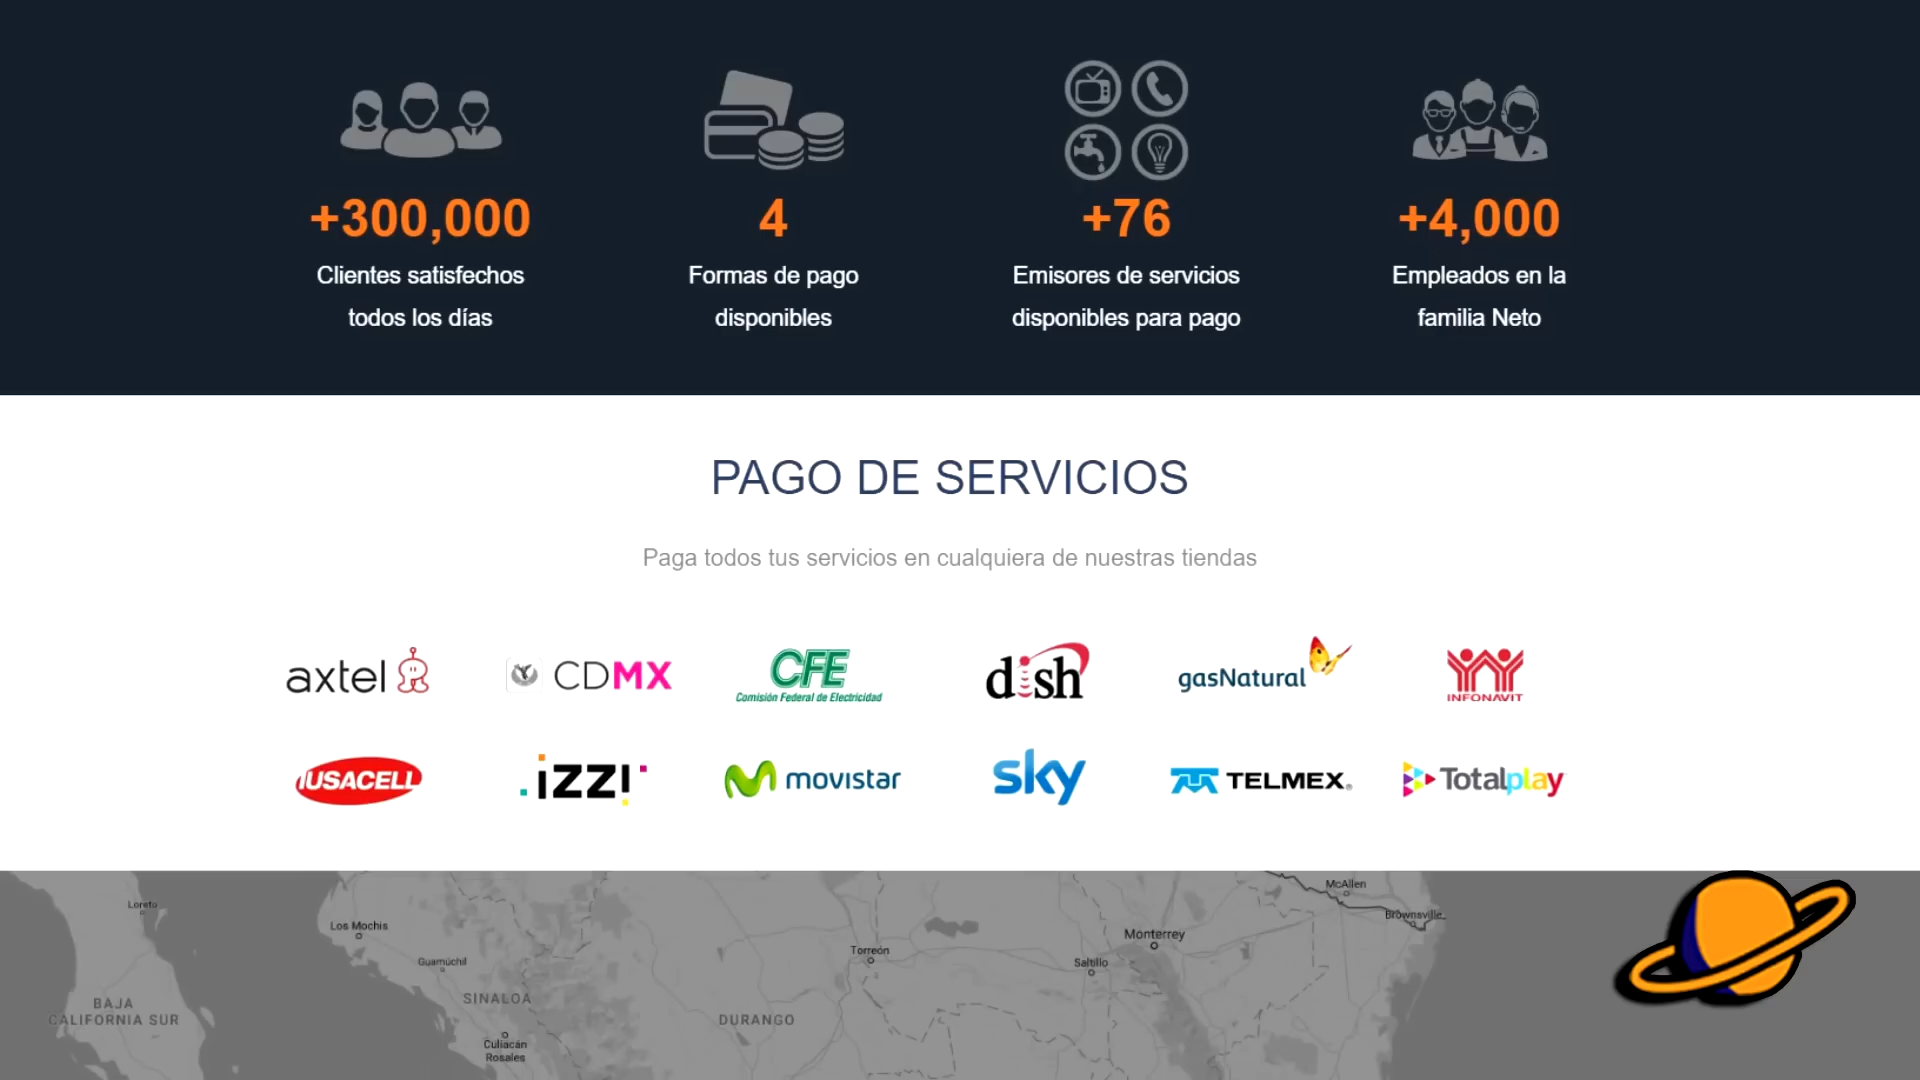 +300,000
Clientes satisfechos
todos los días
4
Formas de pago
disponibles
+76
Emisores de servicios
disponibles para pago
+4,000
Empleados en la
familia Neto
PAGO DE SERVICIOS
Paga todos tus servicios en cualquiera de nuestras tiendas
axtel
CDMX
CFE
Comisión Federal de Electricidad
dish
gasNatural
INFONAVIT
IUSACELL
izzi
movistar
sky
TELMEX®
Totalplay
Loreto
Los Mochis
Guamúchil
SINALOA
Culiacán
Rosales
BAJA
CALIFORNIA SUR
DURANGO
Torreón
Saltillo
Monterrey
McAllen
Brownsville